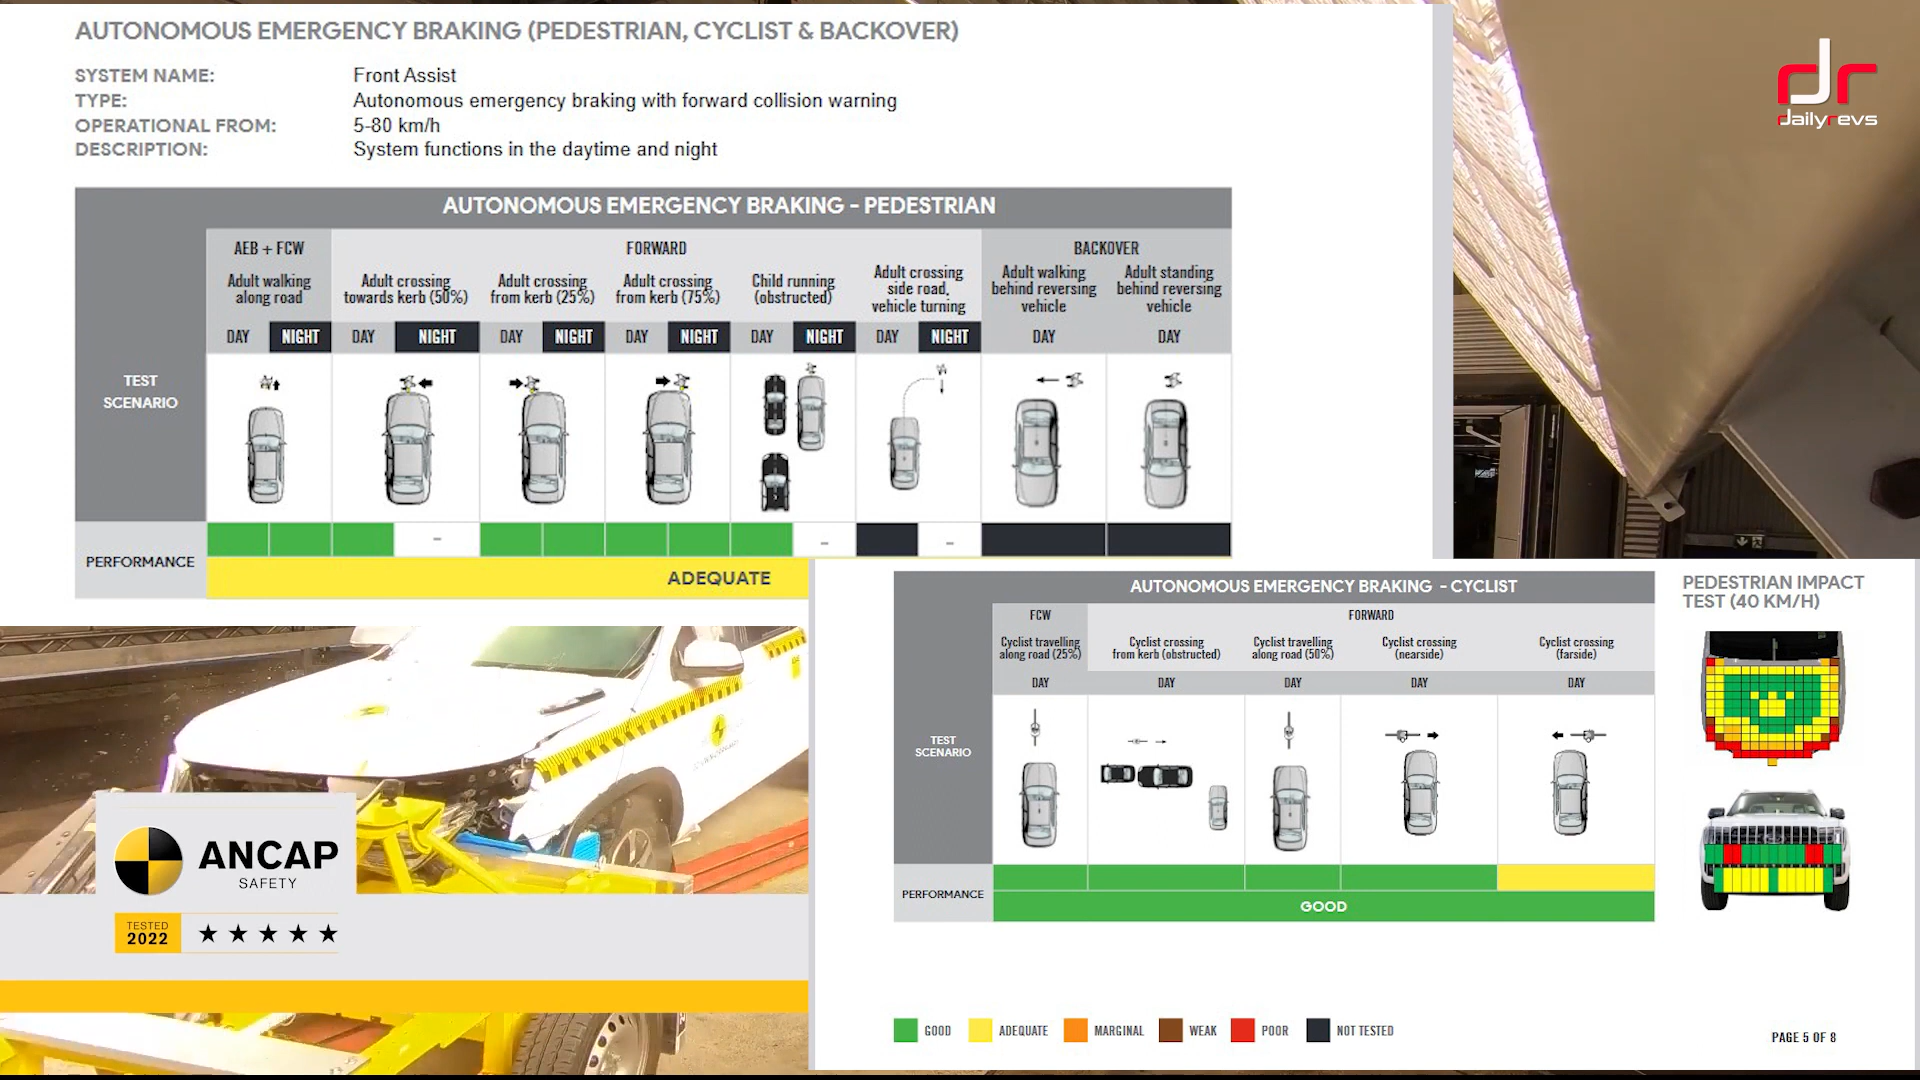 AUTONOMOUS EMERGENCY BRAKING (PEDESTRIAN, CYCLIST & BACKOVER)
SYSTEM NAME: Front Assist
TYPE: Autonomous emergency braking with forward collision warning
OPERATIONAL FROM: 5-80 km/h
DESCRIPTION: System functions in the daytime and night
dr
dailyrevs
AUTONOMOUS EMERGENCY BRAKING - PEDESTRIAN
AEB + FCW FORWARD BACKOVER
Adult walking
along road
Adult crossing
towards kerb (50%)
Adult crossing
from kerb (25%)
Adult crossing
from kerb (75%)
Child running
(obstructed)
Adult crossing
side road,
vehicle turning
Adult walking
behind reversing
vehicle
Adult standing
behind reversing
vehicle
DAY NIGHT DAY NIGHT DAY NIGHT DAY NIGHT DAY NIGHT DAY NIGHT DAY DAY
TEST
SCENARIO
PERFORMANCE
- - -
ADEQUATE
AUTONOMOUS EMERGENCY BRAKING - CYCLIST
FCW FORWARD
Cyclist travelling
along road (25%)
Cyclist crossing
from kerb (obstructed)
Cyclist travelling
along road (50%)
Cyclist crossing
(nearside)
Cyclist crossing
(farside)
DAY DAY DAY DAY DAY
TEST
SCENARIO
PERFORMANCE
GOOD
PEDESTRIAN IMPACT
TEST (40 KM/H)
ANCAP
SAFETY
TESTED
2022
GOOD ADEQUATE MARGINAL WEAK POOR NOT TESTED
PAGE 5 OF 8